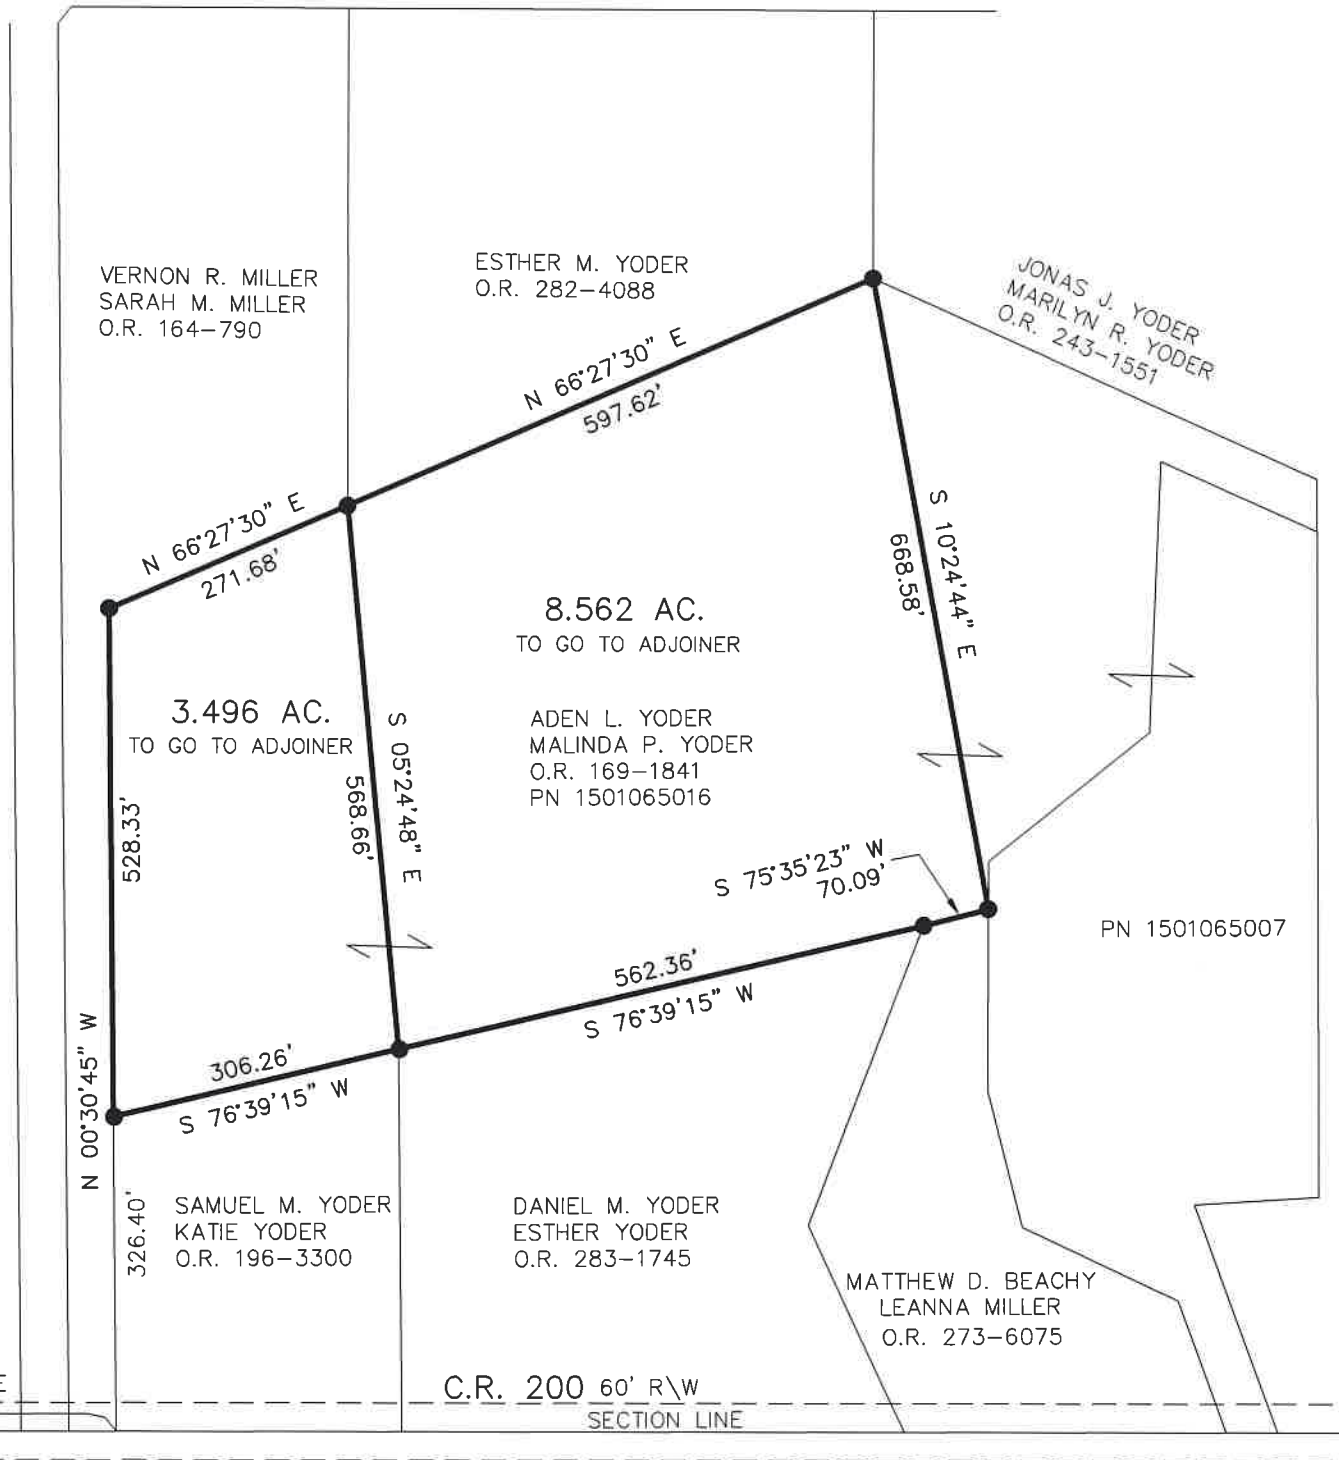 VERNON R. MILLER
SARAH M. MILLER
O.R. 164-790
ESTHER M. YODER
O.R. 282-4088
JONAS J. YODER
MARILYN R. YODER
O.R. 243-1551
N 66°27'30" E
597.62'
N 66°27'30" E
271.68'
S 10°24'44" E
668.58'
8.562 AC.
TO GO TO ADJOINER
3.496 AC.
TO GO TO ADJOINER
ADEN L. YODER
MALINDA P. YODER
O.R. 169-1841
PN 1501065016
S 05°24'48" E
568.66'
528.33'
S 75°35'23" W
70.09'
PN 1501065007
562.36'
S 76°39'15" W
306.26'
S 76°39'15" W
N 00°30'45" W
326.40'
SAMUEL M. YODER
KATIE YODER
O.R. 196-3300
DANIEL M. YODER
ESTHER YODER
O.R. 283-1745
MATTHEW D. BEACHY
LEANNA MILLER
O.R. 273-6075
E
C.R. 200 60' R\W
SECTION LINE